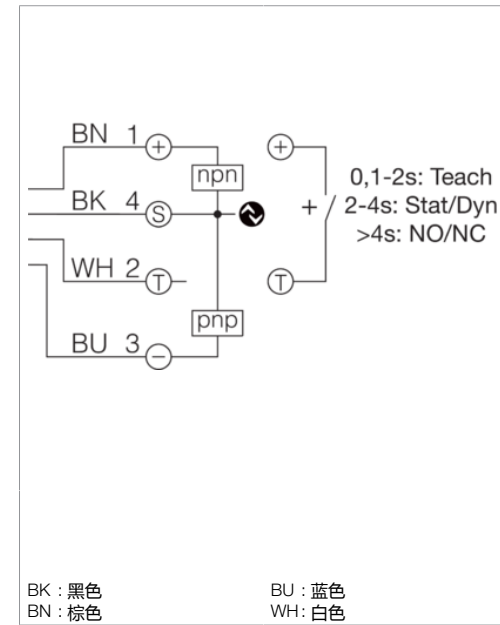 BN 1 +
npn
BK 4 S
WH 2 T
pnp
BU 3 −
+
+
T
0,1-2s: Teach
2-4s: Stat/Dyn
>4s: NO/NC
BK : 黑色
BN : 棕色
BU : 蓝色
WH : 白色